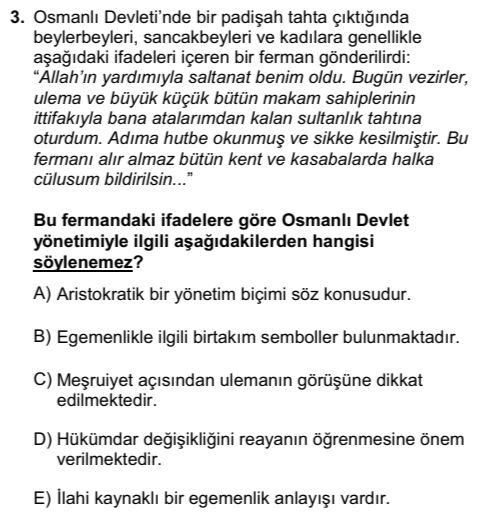 3. Osmanlı Devleti’nde bir padişah tahta çıktığında
beylerbeyleri, sancakbeyleri ve kadılara genellikle
aşağıdaki ifadeleri içeren bir ferman gönderilirdi:
“Allah’ın yardımıyla saltanat benim oldu. Bugün vezirler,
ulema ve büyük küçük bütün makam sahiplerinin
ittifakıyla bana atalarımdan kalan sultanlık tahtına
oturdum. Adıma hutbe okunmuş ve sikke kesilmiştir. Bu
fermanı alır almaz bütün kent ve kasabalarda halka
cülusum bildirilsin...”
Bu fermandaki ifadelere göre Osmanlı Devlet
yönetimiyle ilgili aşağıdakilerden hangisi
söylenemez?
A) Aristokratik bir yönetim biçimi söz konusudur.
B) Egemenlikle ilgili birtakım semboller bulunmaktadır.
C) Meşruiyet açısından ulemanın görüşüne dikkat
edilmektedir.
D) Hükümdar değişikliğini reayanın öğrenmesine önem
verilmektedir.
E) İlahi kaynaklı bir egemenlik anlayışı vardır.